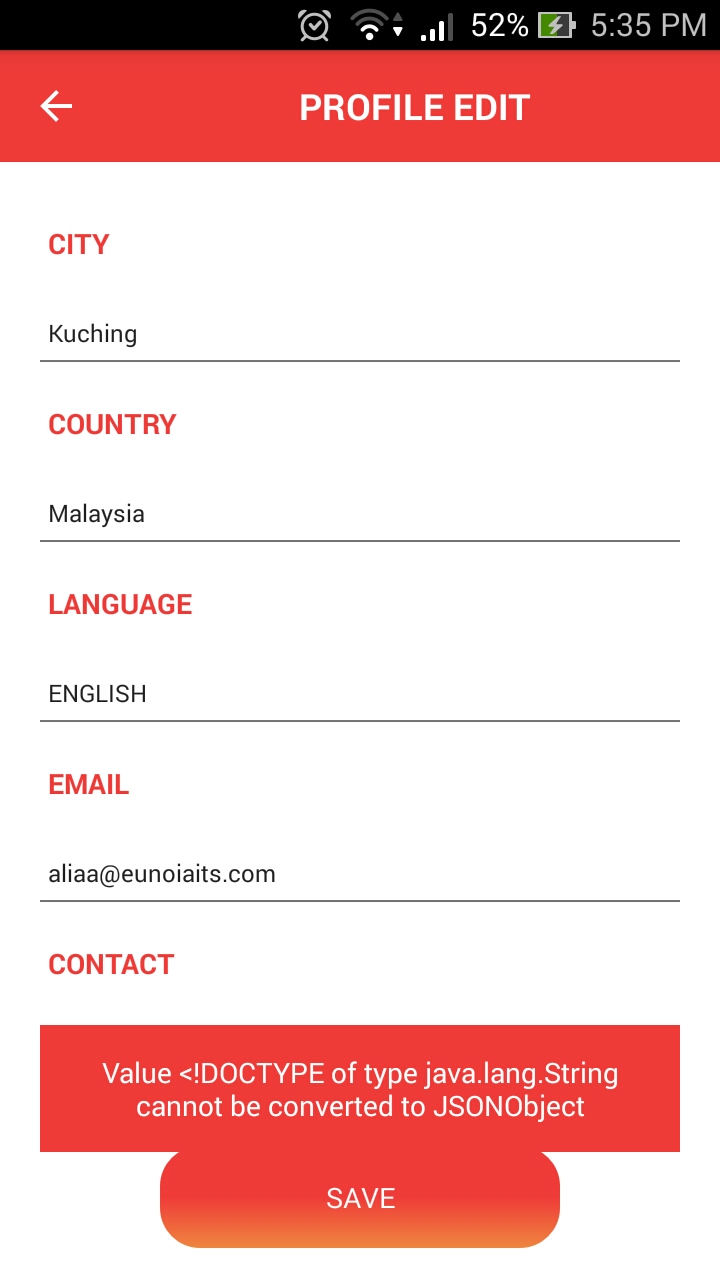 52% 5:35 PM
PROFILE EDIT
CITY
Kuching
COUNTRY
Malaysia
LANGUAGE
ENGLISH
EMAIL
aliaa@eunoiaits.com
CONTACT
Value <!DOCTYPE of type java.lang.String
cannot be converted to JSONObject
SAVE